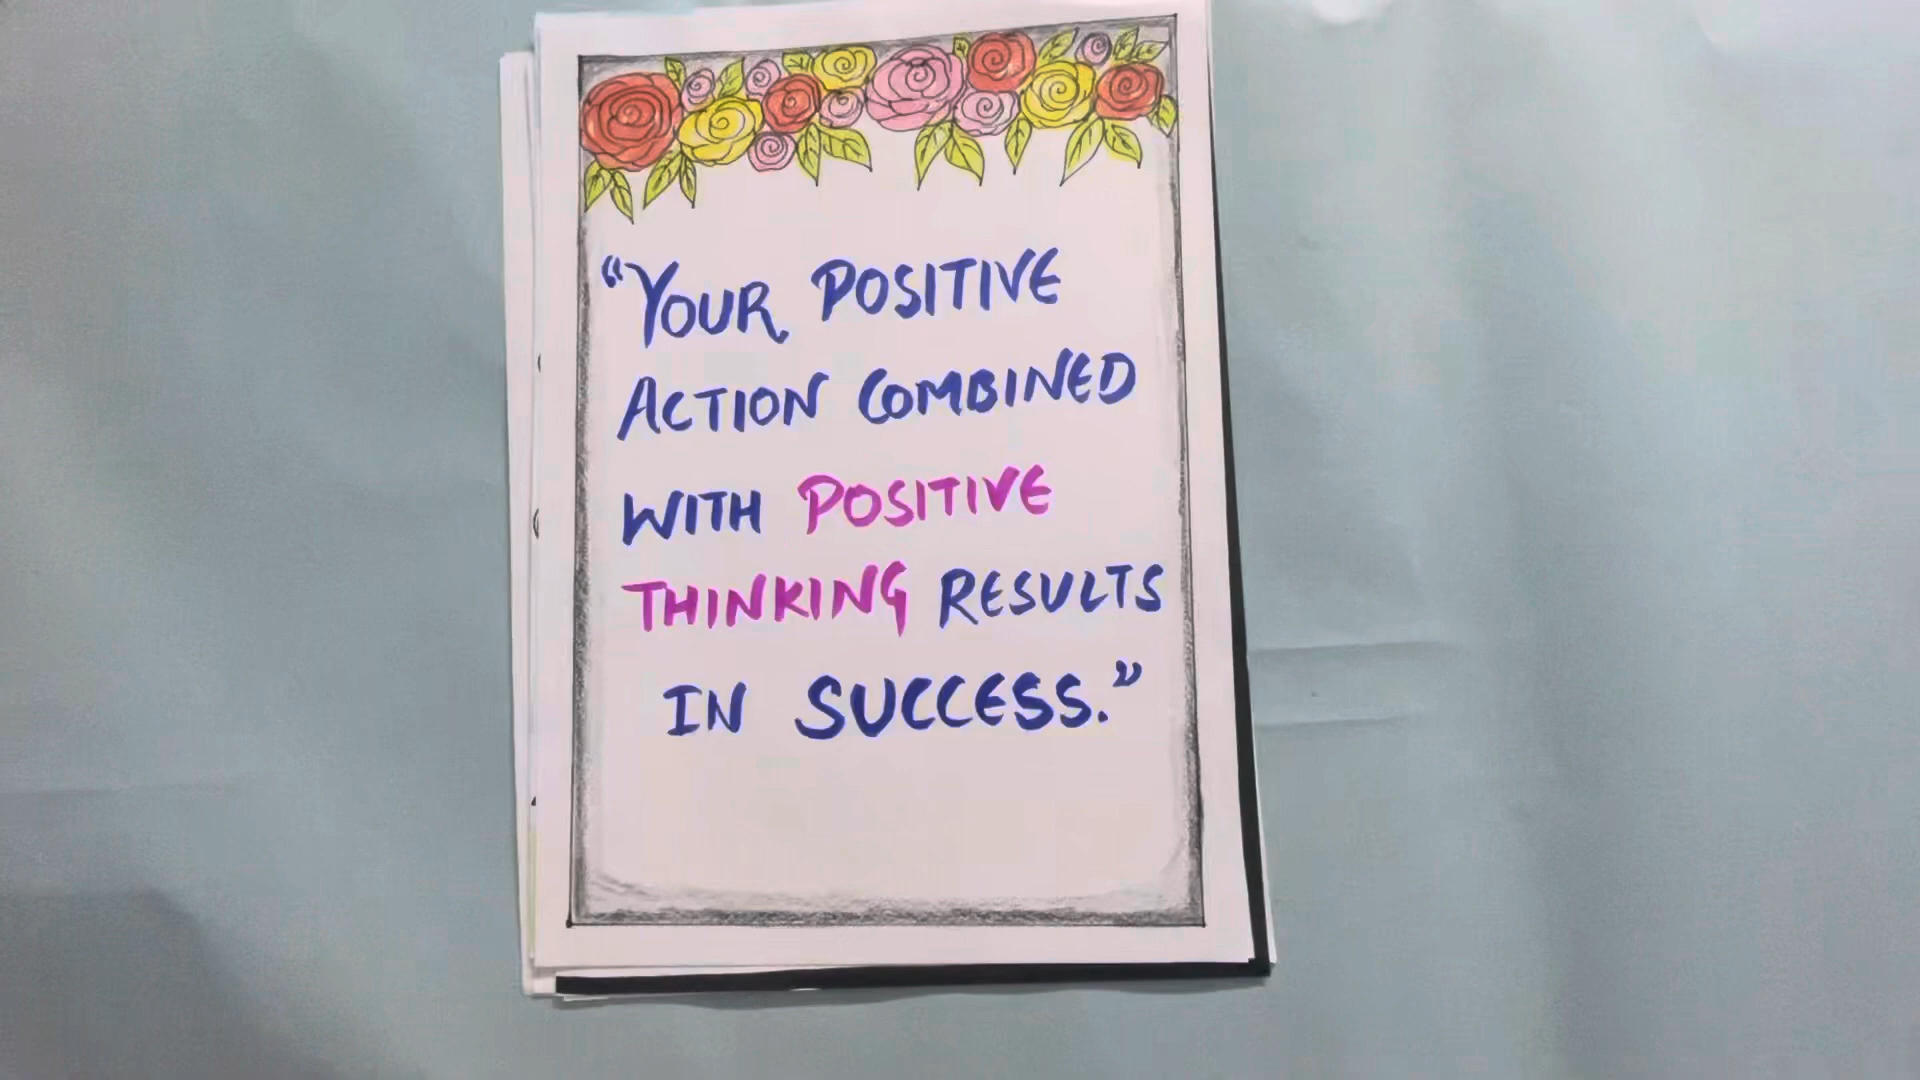 “YOUR POSITIVE
ACTION COMBINED
WITH POSITIVE
THINKING RESULTS
IN SUCCESS.”